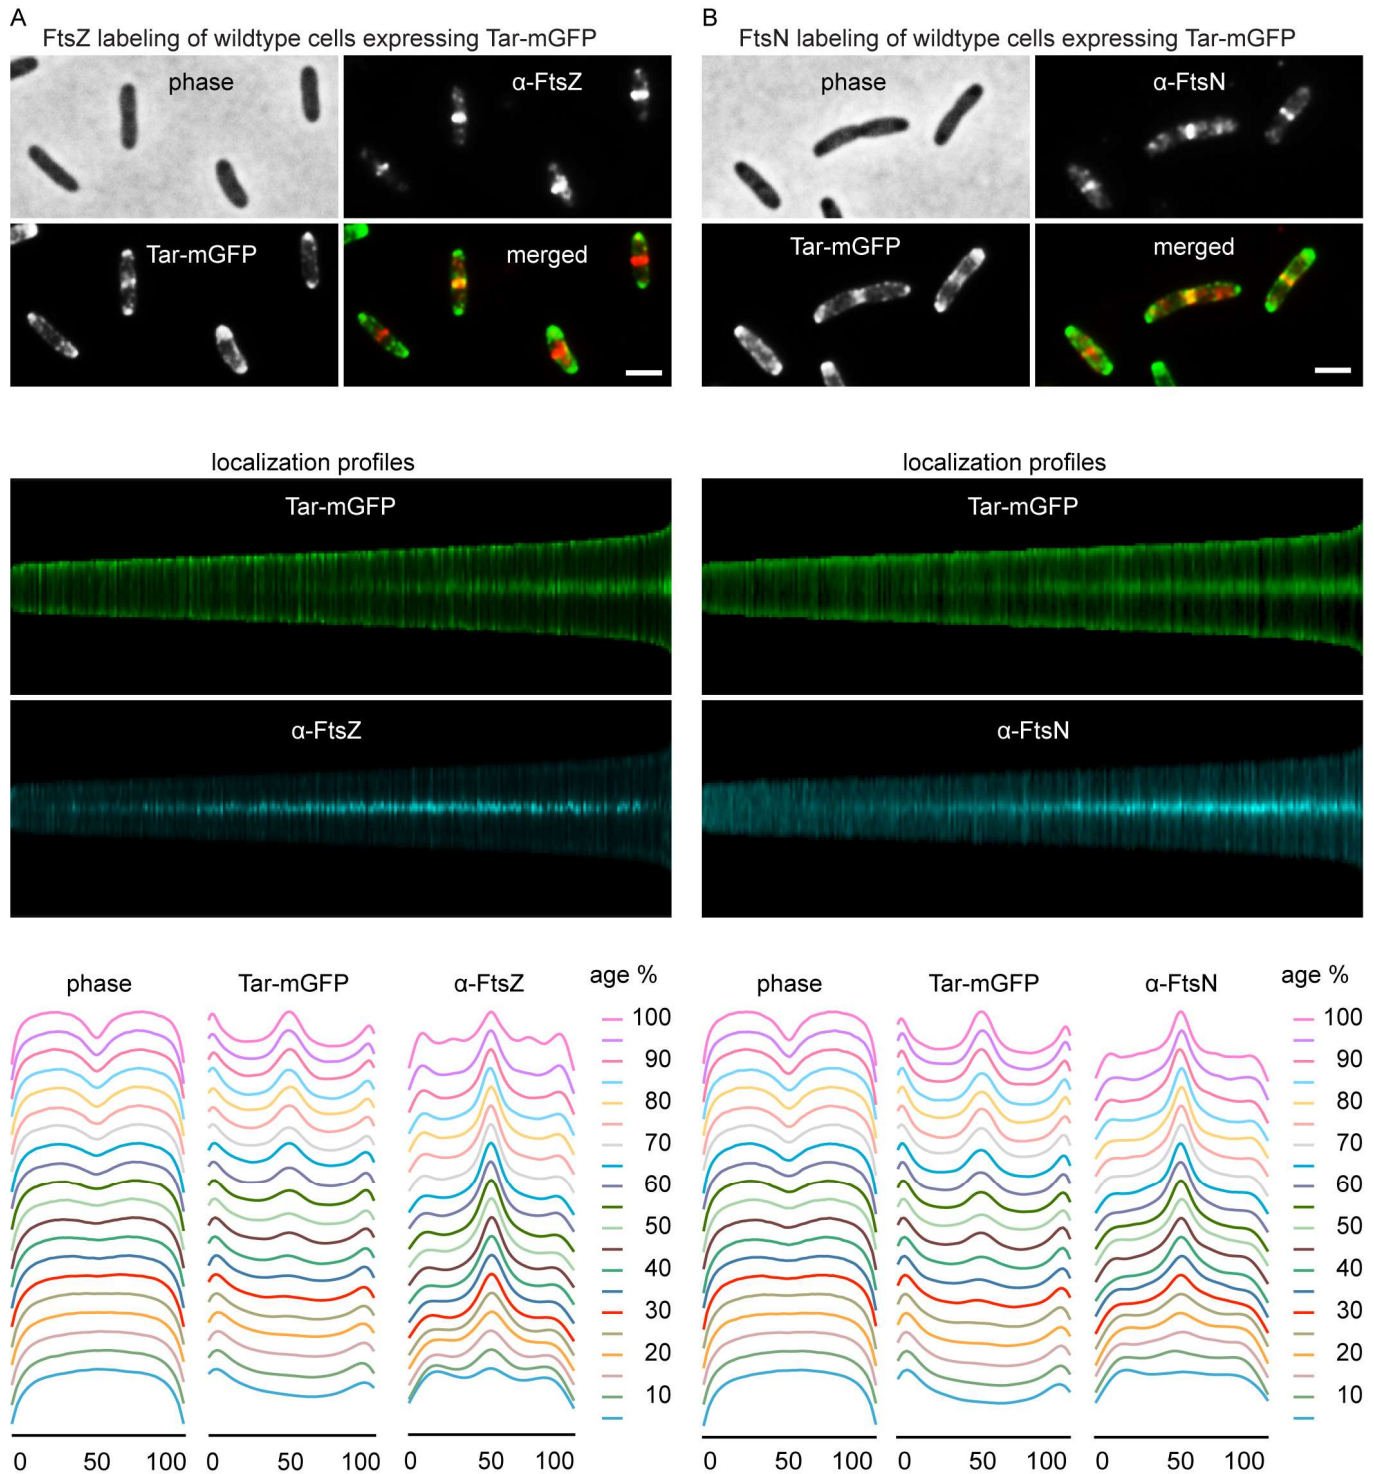 A
FtsZ labeling of wildtype cells expressing Tar-mGFP
phase
α-FtsZ
Tar-mGFP
merged
localization profiles
Tar-mGFP
α-FtsZ
phase
Tar-mGFP
α-FtsZ
age %
100
90
80
70
60
50
40
30
20
10
0 50 100
0 50 100
0 50 100
B
FtsN labeling of wildtype cells expressing Tar-mGFP
phase
α-FtsN
Tar-mGFP
merged
localization profiles
Tar-mGFP
α-FtsN
phase
Tar-mGFP
α-FtsN
age %
100
90
80
70
60
50
40
30
20
10
0 50 100
0 50 100
0 50 100